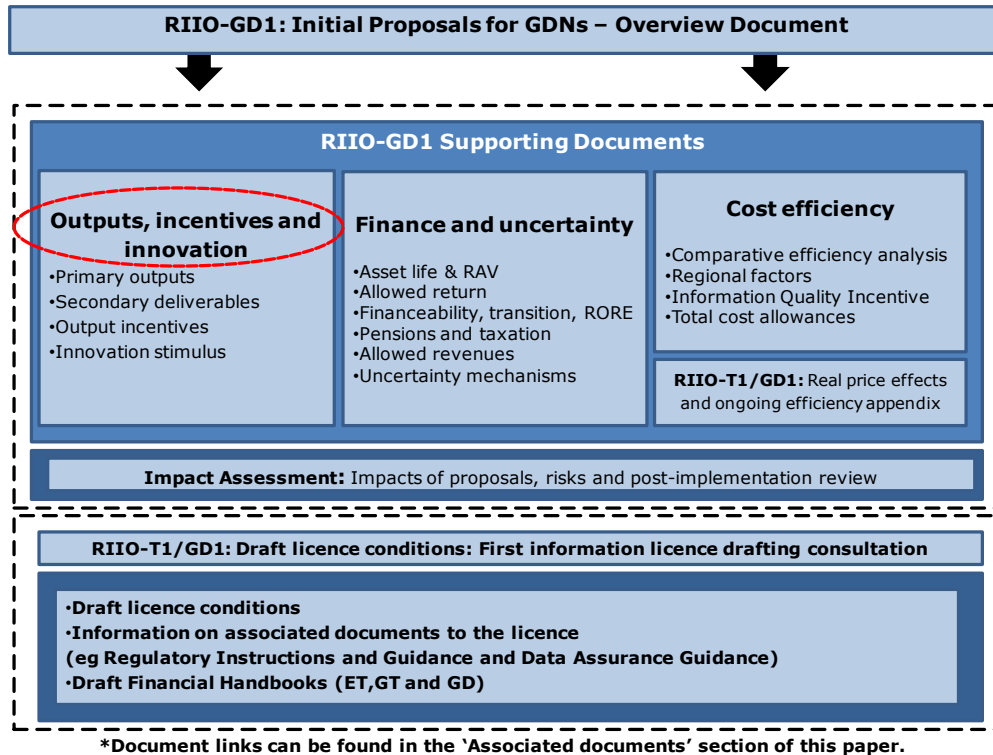 RIIO-GD1: Initial Proposals for GDNs – Overview Document
RIIO-GD1 Supporting Documents
Outputs, incentives and
innovation
•Primary outputs
•Secondary deliverables
•Output incentives
•Innovation stimulus
Finance and uncertainty
•Asset life & RAV
•Allowed return
•Financeability, transition, RORE
•Pensions and taxation
•Allowed revenues
•Uncertainty mechanisms
Cost efficiency
•Comparative efficiency analysis
•Regional factors
•Information Quality Incentive
•Total cost allowances
RIIO-T1/GD1: Real price effects
and ongoing efficiency appendix
Impact Assessment: Impacts of proposals, risks and post-implementation review
RIIO-T1/GD1: Draft licence conditions: First information licence drafting consultation
•Draft licence conditions
•Information on associated documents to the licence
(eg Regulatory Instructions and Guidance and Data Assurance Guidance)
•Draft Financial Handbooks (ET,GT and GD)
*Document links can be found in the ‘Associated documents’ section of this paper.